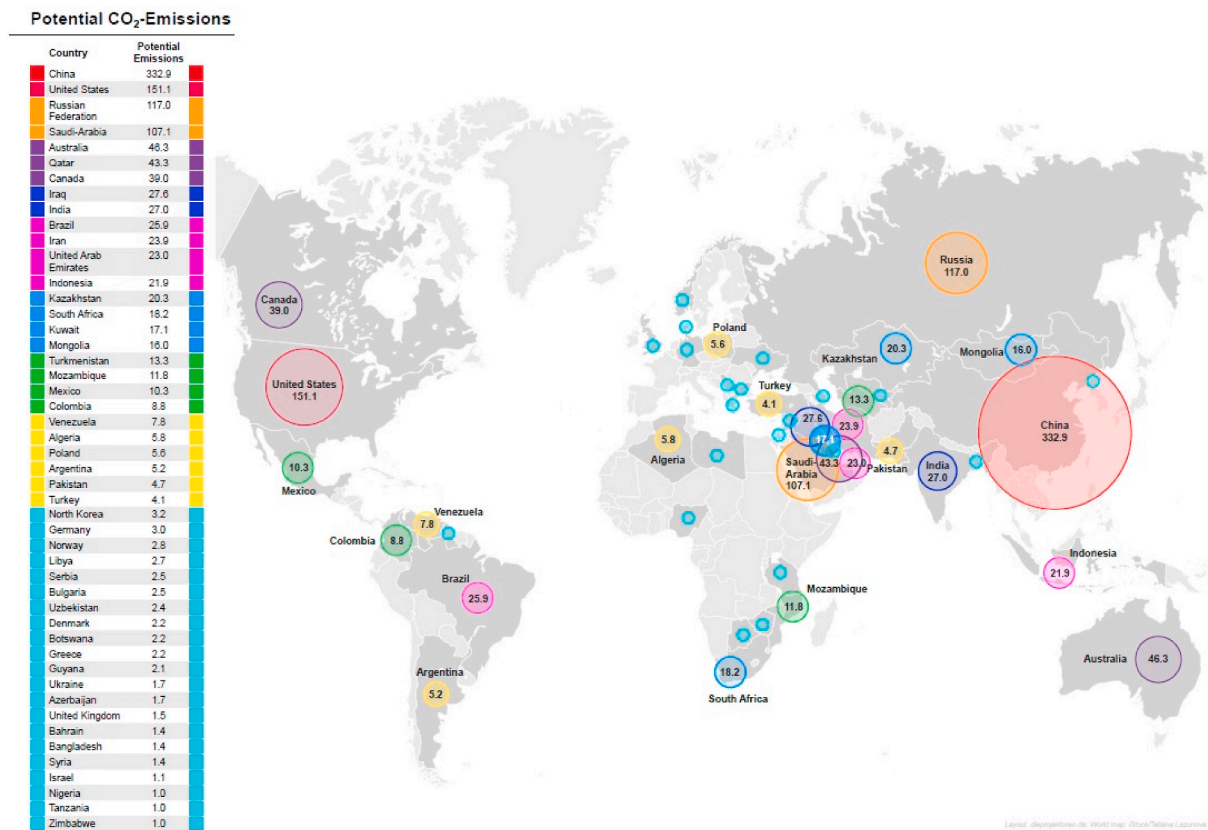 Potential CO₂-Emissions
Country Potential
Emissions
China 332.9
United States 151.1
Russian 117.0
Federation
Saudi-Arabia 107.1
Australia 46.3
Qatar 43.3
Canada 39.0
Iraq 27.6
India 27.0
Brazil 25.9
Iran 23.9
United Arab 23.0
Emirates
Indonesia 21.9
Kazakhstan 20.3
South Africa 18.2
Kuwait 17.1
Mongolia 16.0
Turkmenistan 13.3
Mozambique 11.8
Mexico 10.3
Colombia 8.8
Venezuela 7.8
Algeria 5.8
Poland 5.6
Argentina 5.2
Pakistan 4.7
Turkey 4.1
North Korea 3.2
Germany 3.0
Norway 2.8
Libya 2.7
Serbia 2.5
Bulgaria 2.5
Uzbekistan 2.4
Denmark 2.2
Botswana 2.2
Greece 2.2
Guyana 2.1
Ukraine 1.7
Azerbaijan 1.7
United Kingdom 1.5
Bahrain 1.4
Bangladesh 1.4
Syria 1.4
Israel 1.1
Nigeria 1.0
Tanzania 1.0
Zimbabwe 1.0
Russia
117.0
Canada
39.0
Poland
5.6
Kazakhstan 20.3
Mongolia 16.0
United States
151.1
Turkey
4.1
13.3
27.6
23.9
17.1
China
332.9
5.8
Algeria
Saudi-
Arabia
107.1
43.3
23.0
4.7
Pakistan
India
27.0
10.3
Mexico
Venezuela
7.8
Colombia 8.8
Indonesia
21.9
Brazil
25.9
Mozambique
11.8
Argentina
5.2
18.2
South Africa
Australia 46.3
Layout: dieprojektoren.de, World map: iStock/Tatiana Lazunova